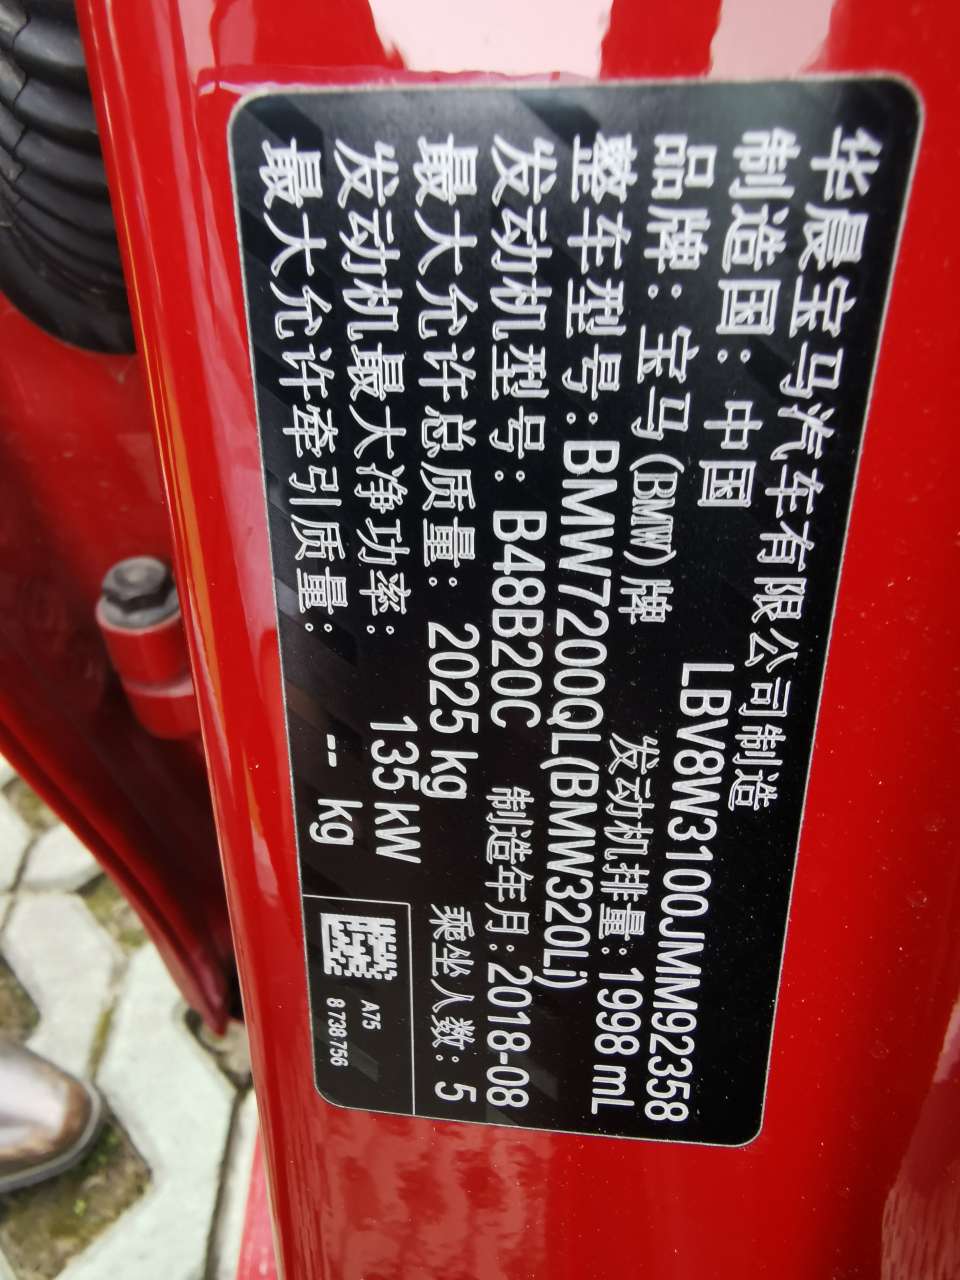 华晨宝马汽车有限公司制造
制造国：中国 LBV8W3100JMM92358
品牌：宝马(BMW)牌 发动机排量：1998 mL
整车型号：BMW7200QL(BMW320Li)
发动机型号：B48B20C 制造年月：2018-08
最大允许总质量：2025 kg 乘坐人数：5
发动机最大净功率：135 kW
最大允许牵引质量：-- kg
A75
8 738 756